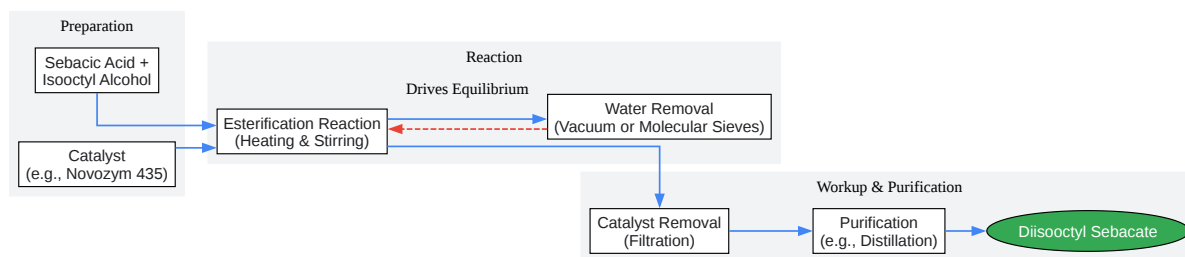 Preparation
Sebacic Acid +
Isooctyl Alcohol
Catalyst
(e.g., Novozym 435)
Reaction
Drives Equilibrium
Esterification Reaction
(Heating & Stirring)
Water Removal
(Vacuum or Molecular Sieves)
Workup & Purification
Catalyst Removal
(Filtration)
Purification
(e.g., Distillation)
Diisooctyl Sebacate